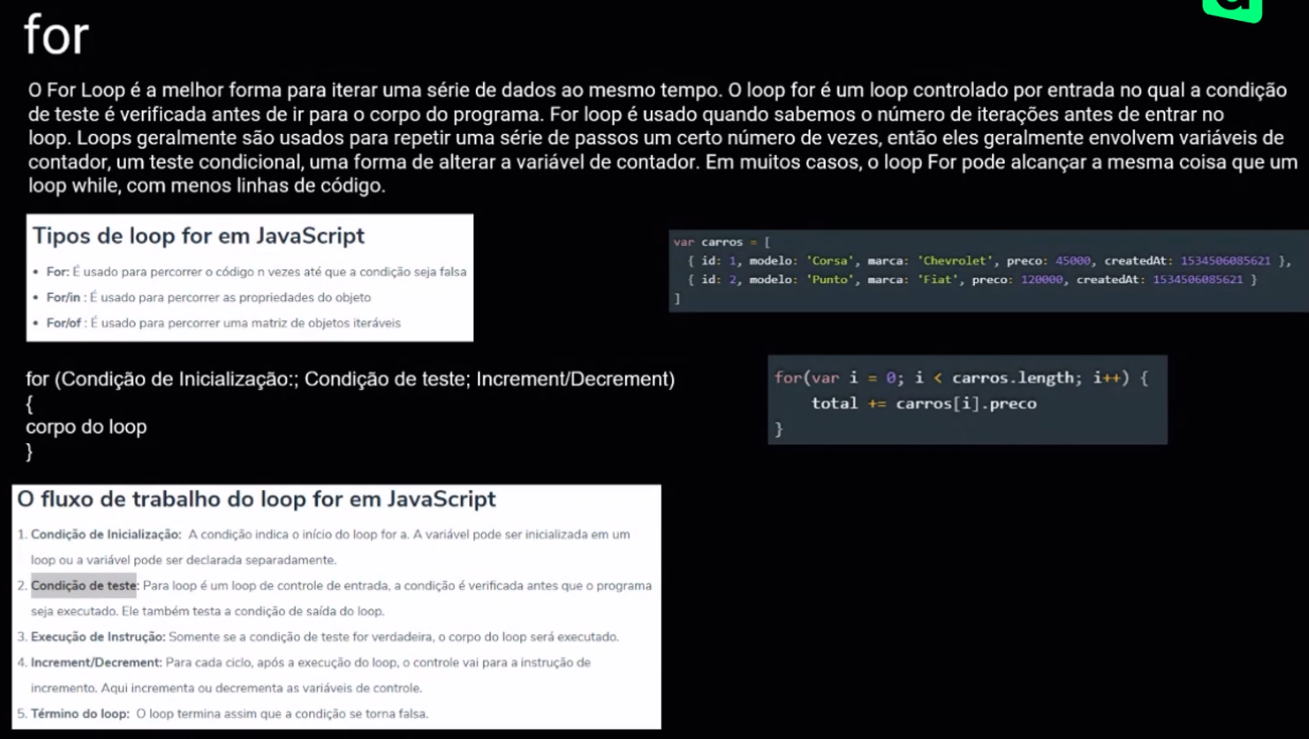 for
O For Loop é a melhor forma para iterar uma série de dados ao mesmo tempo. O loop for é um loop controlado por entrada no qual a condição
de teste é verificada antes de ir para o corpo do programa. For loop é usado quando sabemos o número de iterações antes de entrar no
loop. Loops geralmente são usados para repetir uma série de passos um certo número de vezes, então eles geralmente envolvem variáveis de
contador, um teste condicional, uma forma de alterar a variável de contador. Em muitos casos, o loop For pode alcançar a mesma coisa que um
loop while, com menos linhas de código.
Tipos de loop for em JavaScript
• For: É usado para percorrer o código n vezes até que a condição seja falsa
• For/in : É usado para percorrer as propriedades do objeto
• For/of : É usado para percorrer uma matriz de objetos iteráveis
var carros = [
{ id: 1, modelo: 'Corsa', marca: 'Chevrolet', preco: 45000, createdAt: 1534506085621 },
{ id: 2, modelo: 'Punto', marca: 'Fiat', preco: 120000, createdAt: 1534506085621 }
]
for (Condição de Inicialização:; Condição de teste; Increment/Decrement)
{
corpo do loop
}
for(var i = 0; i < carros.length; i++) {
total += carros[i].preco
}
O fluxo de trabalho do loop for em JavaScript
1. Condição de Inicialização: A condição indica o início do loop for a. A variável pode ser inicializada em um
loop ou a variável pode ser declarada separadamente.
2. Condição de teste: Para loop é um loop de controle de entrada, a condição é verificada antes que o programa
seja executado. Ele também testa a condição de saída do loop.
3. Execução de Instrução: Somente se a condição de teste for verdadeira, o corpo do loop será executado.
4. Increment/Decrement: Para cada ciclo, após a execução do loop, o controle vai para a instrução de
incremento. Aqui incrementa ou decrementa as variáveis de controle.
5. Término do loop: O loop termina assim que a condição se torna falsa.